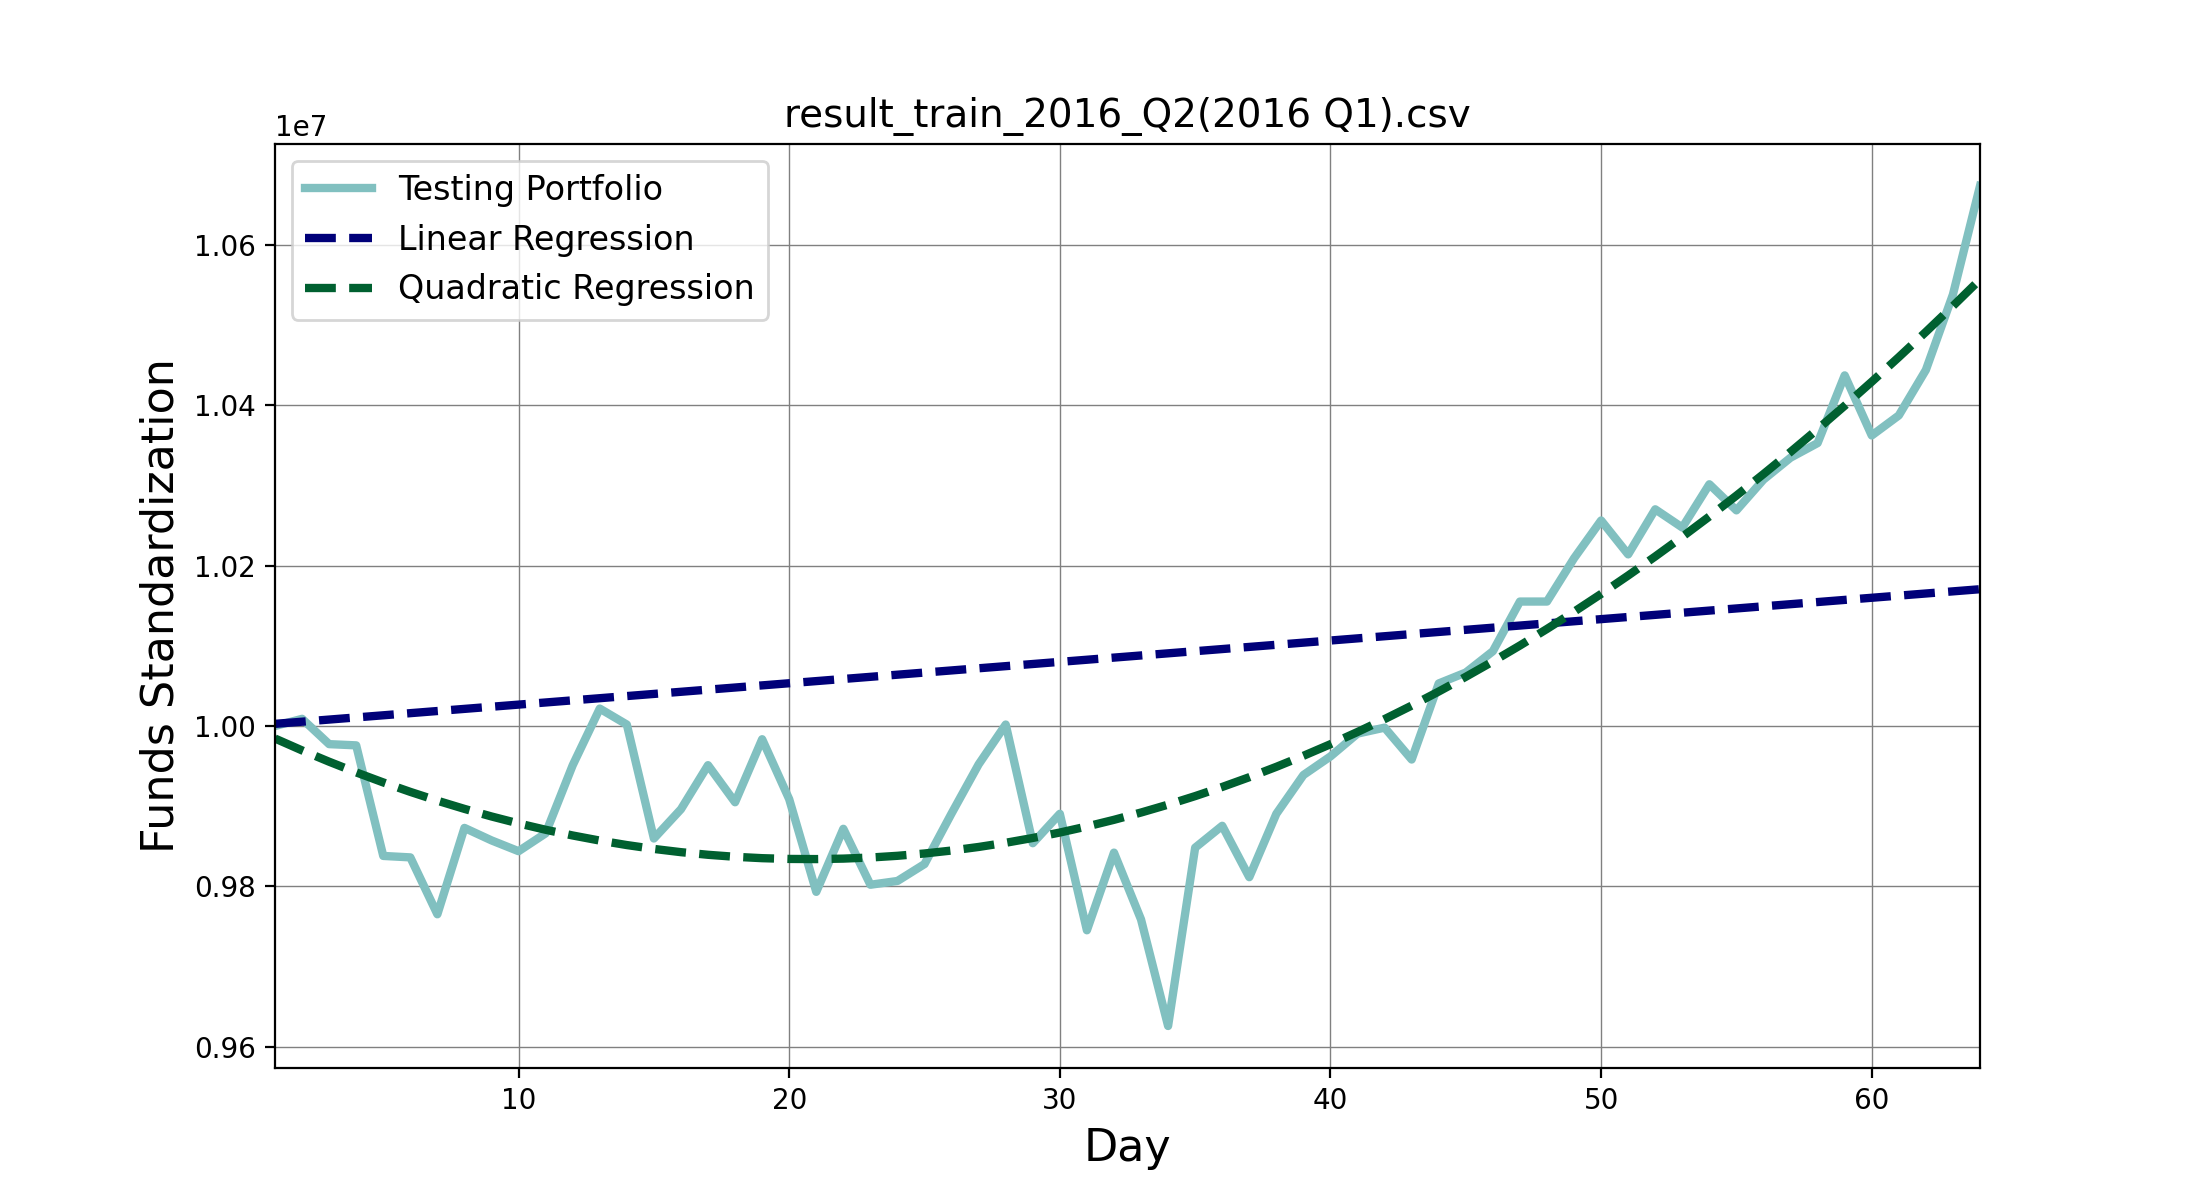 result_train_2016_Q2(2016 Q1).csv
1e7
Testing Portfolio
Linear Regression
Quadratic Regression
Funds Standardization
1.06
1.04
1.02
1.00
0.98
0.96
10 20 30 40 50 60
Day